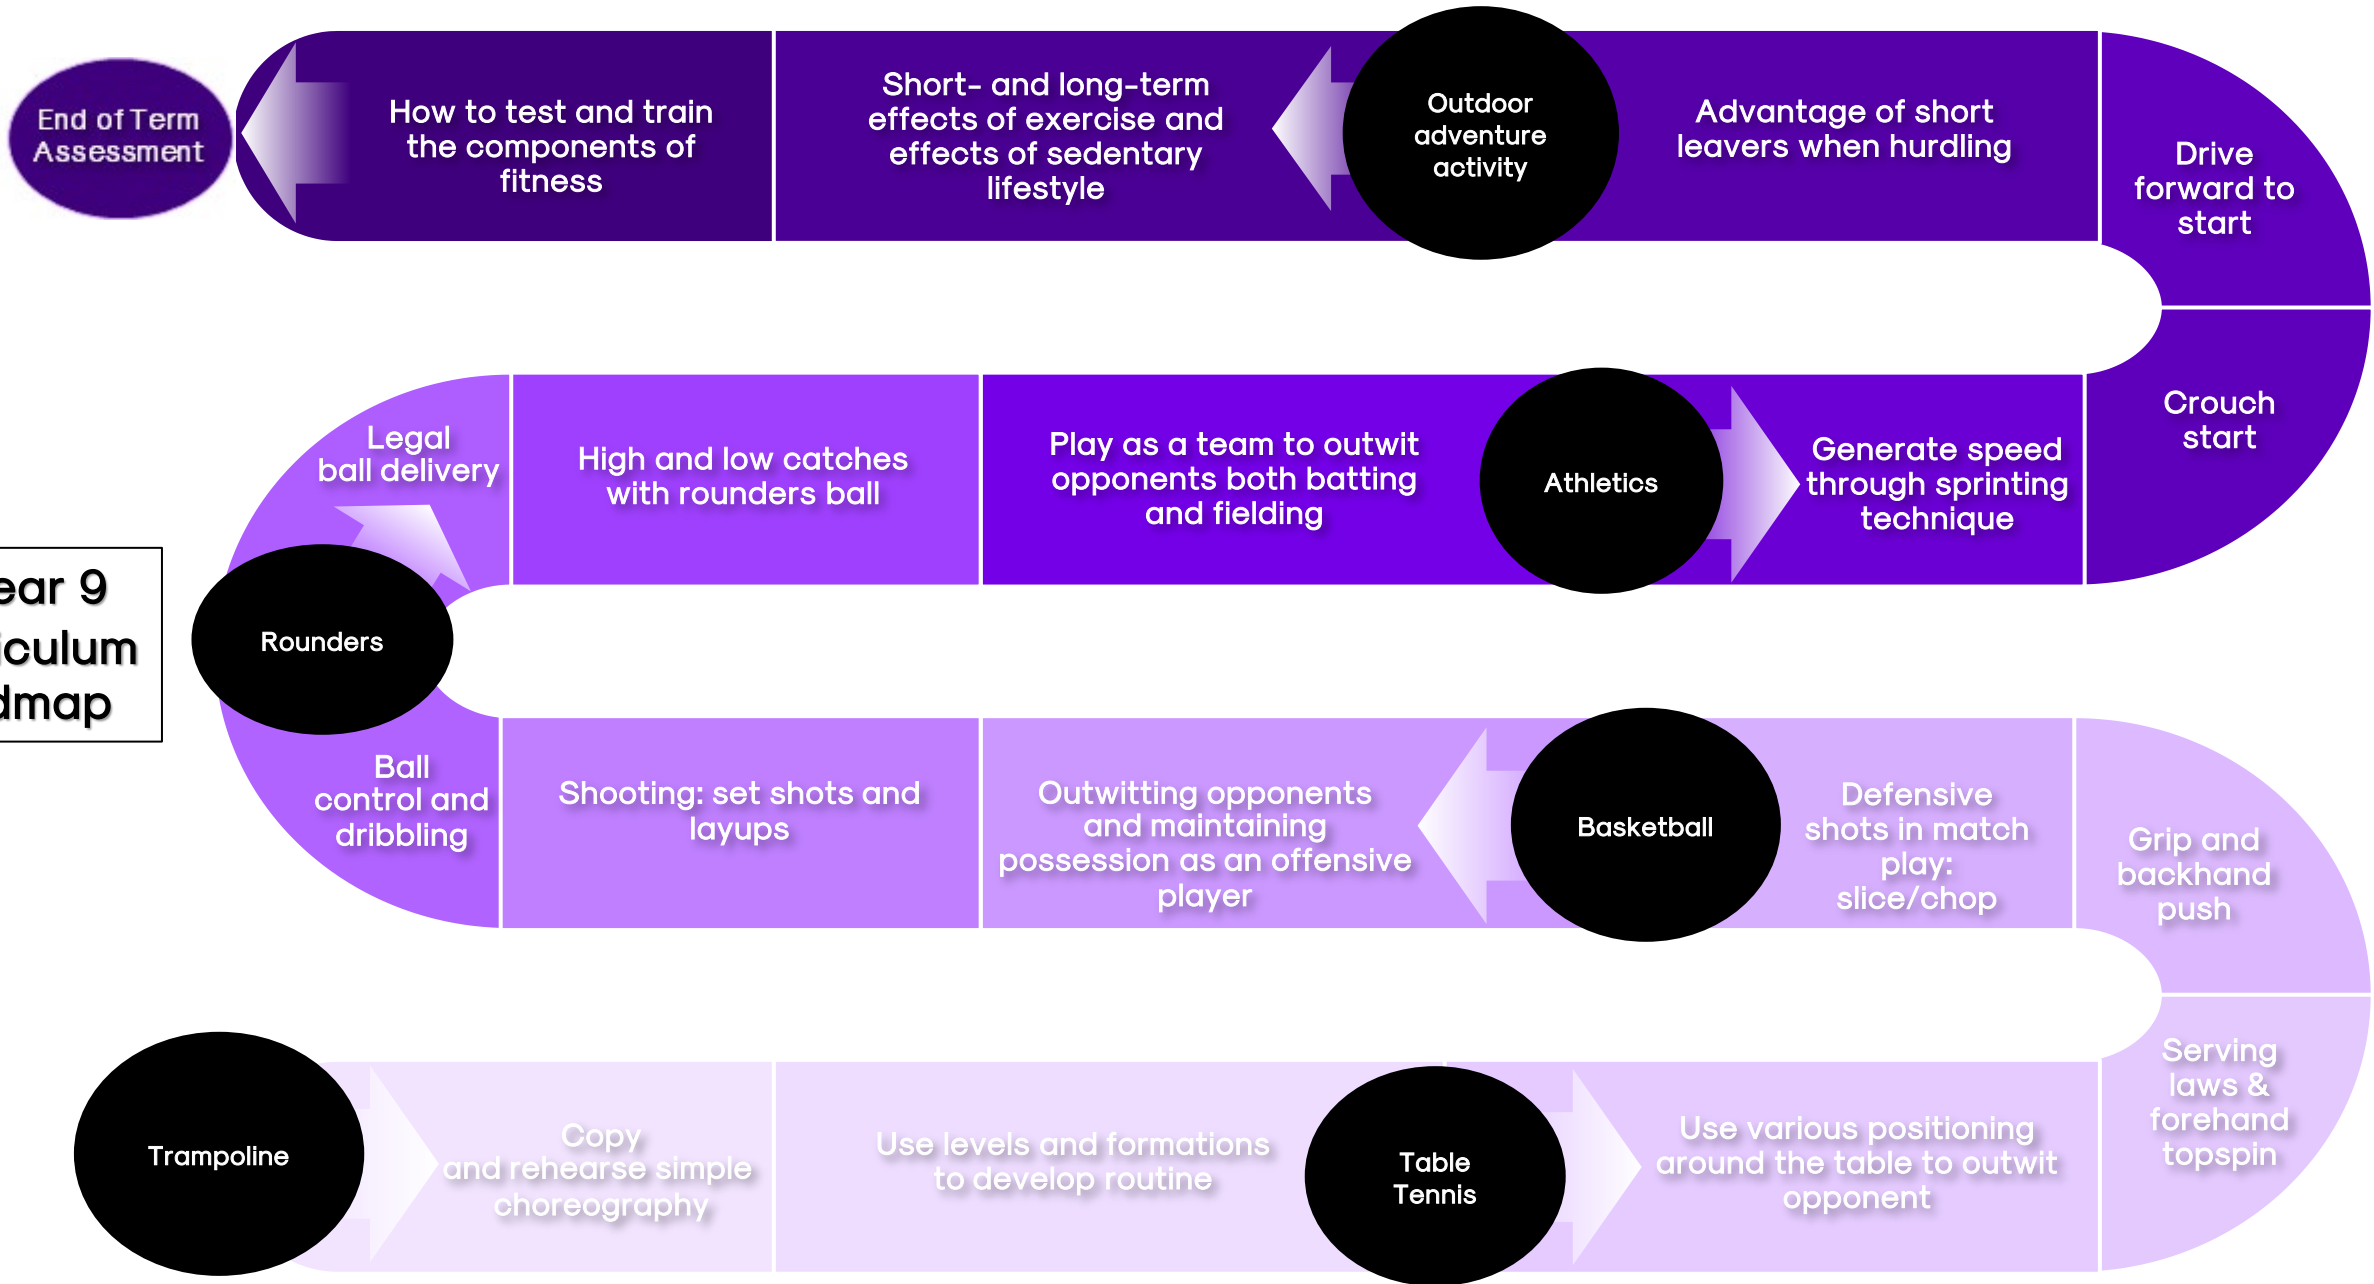 End of Term
Assessment
How to test and train
the components of
fitness
Short- and long-term
effects of exercise and
effects of sedentary
lifestyle
Outdoor
adventure
activity
Advantage of short
leavers when hurdling
Drive
forward to
start
Legal
ball delivery
High and low catches
with rounders ball
Play as a team to outwit
opponents both batting
and fielding
Athletics
Generate speed
through sprinting
technique
Crouch
start
ear 9
iculum
dmap
Rounders
Ball
control and
dribbling
Shooting: set shots and
layups
Outwitting opponents
and maintaining
possession as an offensive
player
Basketball
Defensive
shots in match
play:
slice/chop
Grip and
backhand
push
Trampoline
Copy
and rehearse simple
choreography
Use levels and formations
to develop routine
Table
Tennis
Use various positioning
around the table to outwit
opponent
Serving
laws &
forehand
topspin